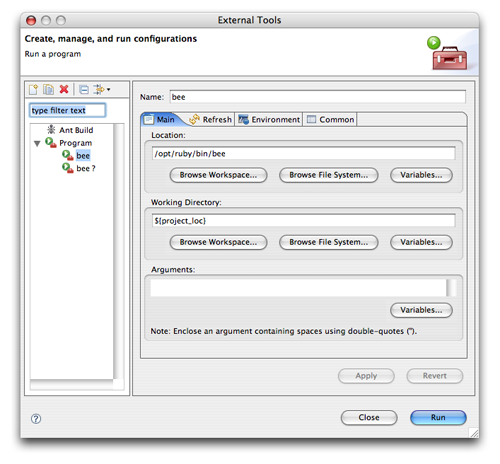 External Tools
Create, manage, and run configurations
Run a program
type filter text
Ant Build
Program
bee
bee ?
Name: bee
Main Refresh Environment Common
Location:
/opt/ruby/bin/bee
Browse Workspace... Browse File System... Variables...
Working Directory:
${project_loc}
Browse Workspace... Browse File System... Variables...
Arguments:
Variables...
Note: Enclose an argument containing spaces using double-quotes (").
Apply Revert
? Close Run